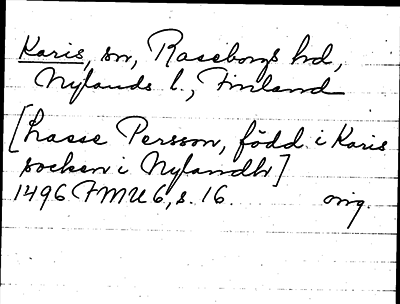 Karis, sn, Raseborgs hd,
Nylands l., Finland
[Lasse Persson, född i Karis
socken i Nylandh]
1496 FMU 6, s. 16. orig.